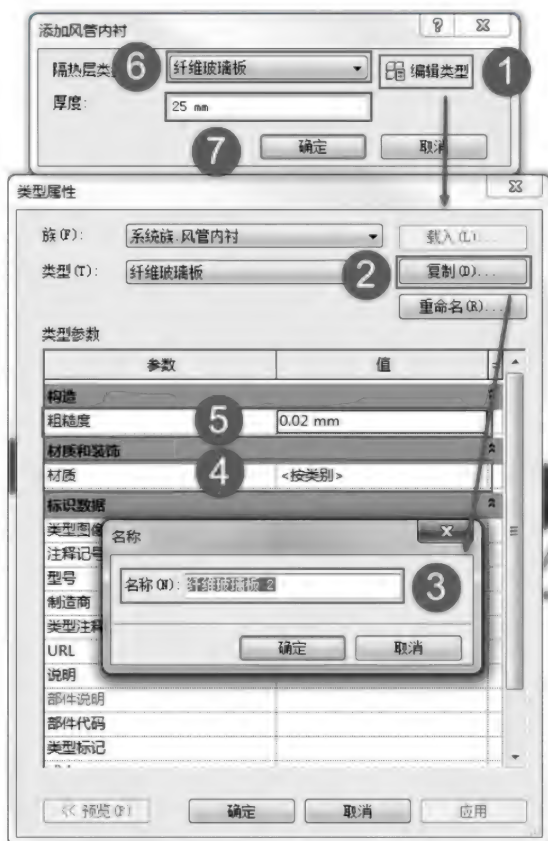 添加风管内衬
隔热层类 6 纤维玻璃板 编辑类型 1
厚度: 25 mm
7 确定 取消
类型属性
族(F): 系统族:风管内衬 载入(L)...
类型(T): 纤维玻璃板 2 复制(D)...
重命名(R)...
类型参数
参数 值 =
构造
粗糙度 5 0.02 mm
材质和装饰
材质 4 <按类别>
标识数据
类型图像
注释记号
型号
制造商
类型注释
URL
说明
部件说明
部件代码
类型标记
名称
名称(N): 纤维玻璃板 2 3
确定 取消
<< 预览(P) 确定 取消 应用